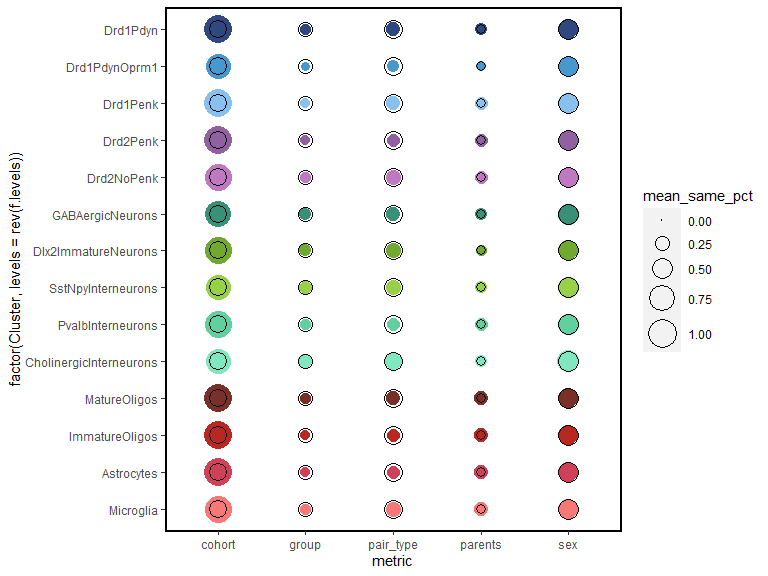 factor(Cluster, levels = rev(f.levels))
Drd1Pdyn
Drd1PdynOprm1
Drd1Penk
Drd2Penk
Drd2NoPenk
GABAergicNeurons
Dlx2ImmatureNeurons
SstNpyInterneurons
PvalbInterneurons
CholinergicInterneurons
MatureOligos
ImmatureOligos
Astrocytes
Microglia
cohort
group
pair_type
parents
sex
metric
mean_same_pct
0.00
0.25
0.50
0.75
1.00